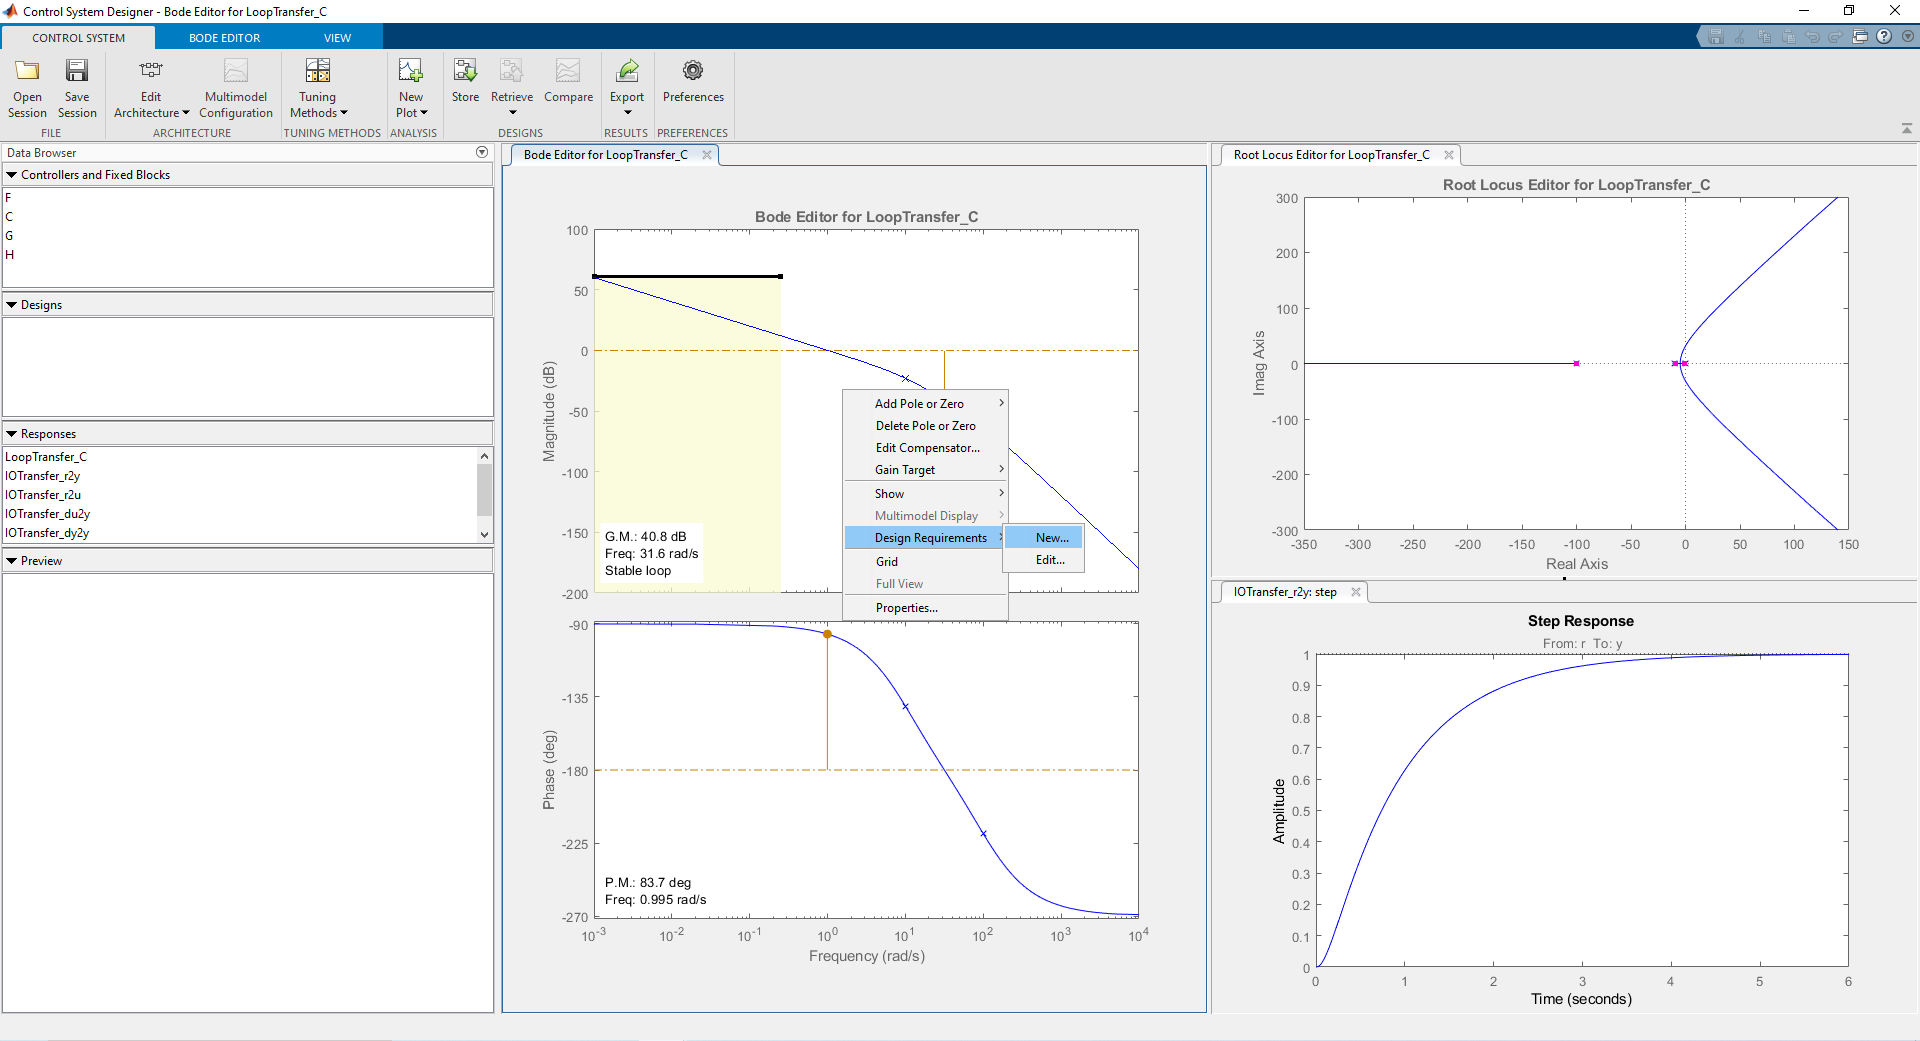 Control System Designer - Bode Editor for LoopTransfer_C
CONTROL SYSTEM
BODE EDITOR
VIEW
Open Session
Save Session
Edit Architecture
Multimodel Configuration
Tuning Methods
New Plot
Store
Retrieve
Compare
Export
Preferences
FILE
ARCHITECTURE
TUNING METHODS
ANALYSIS
DESIGNS
RESULTS
PREFERENCES
Data Browser
Controllers and Fixed Blocks
F
C
G
H
Designs
Responses
LoopTransfer_C
IOTransfer_r2y
IOTransfer_r2u
IOTransfer_du2y
IOTransfer_dy2y
Preview
Bode Editor for LoopTransfer_C
Bode Editor for LoopTransfer_C
100
50
0
-50
-100
-150
-200
Magnitude (dB)
G.M.: 40.8 dB
Freq: 31.6 rad/s
Stable loop
Add Pole or Zero
Delete Pole or Zero
Edit Compensator...
Gain Target
Show
Multimodel Display
Design Requirements
Grid
Full View
Properties...
New...
Edit...
-90
-135
-180
-225
-270
Phase (deg)
P.M.: 83.7 deg
Freq: 0.995 rad/s
10-3 10-2 10-1 100 101 102 103 104
Frequency (rad/s)
Root Locus Editor for LoopTransfer_C
Root Locus Editor for LoopTransfer_C
300
200
100
0
-100
-200
-300
Imag Axis
-350 -300 -250 -200 -150 -100 -50 0 50 100 150
Real Axis
IOTransfer_r2y: step
Step Response
From: r To: y
1
0.9
0.8
0.7
0.6
0.5
0.4
0.3
0.2
0.1
0
Amplitude
0 1 2 3 4 5 6
Time (seconds)